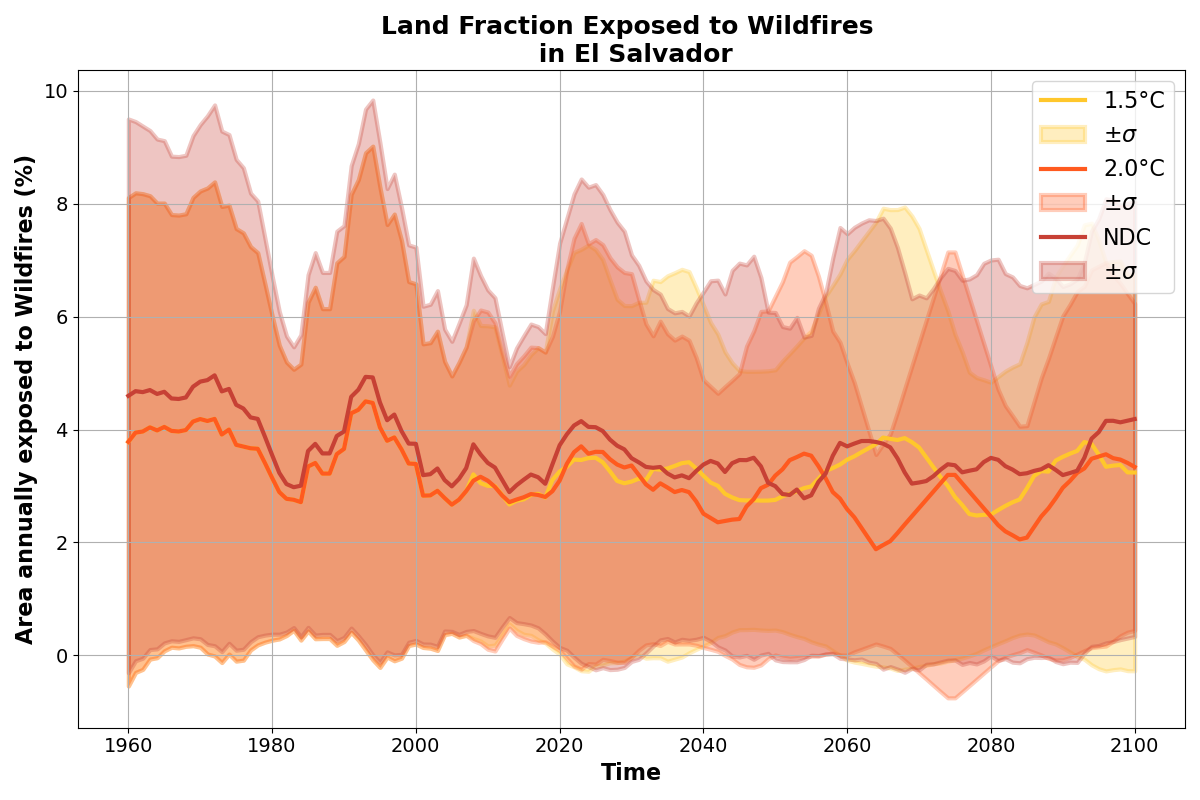 Land Fraction Exposed to Wildfires
in El Salvador
Area annually exposed to Wildfires (%)
10
8
6
4
2
0
1960 1980 2000 2020 2040 2060 2080 2100
Time
1.5°C
±σ
2.0°C
±σ
NDC
±σ